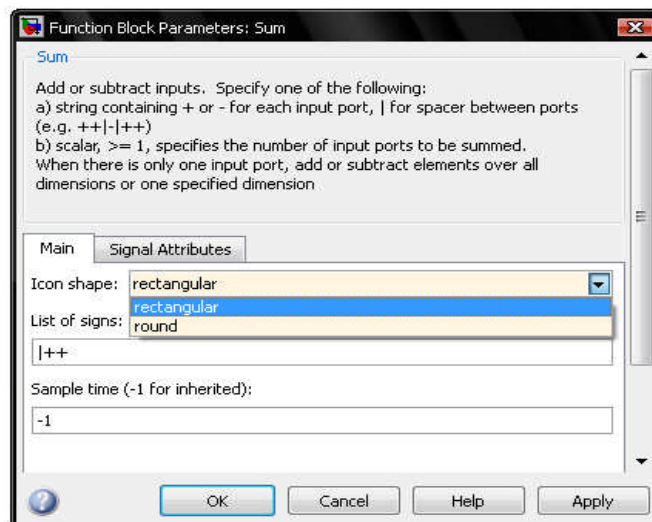 Function Block Parameters: Sum
Sum
Add or subtract inputs. Specify one of the following:
a) string containing + or - for each input port, | for spacer between ports
(e.g. ++|-|++)
b) scalar, >= 1, specifies the number of input ports to be summed.
When there is only one input port, add or subtract elements over all
dimensions or one specified dimension
Main Signal Attributes
Icon shape: rectangular
rectangular
round
List of signs:
|++
Sample time (-1 for inherited):
-1
OK Cancel Help Apply